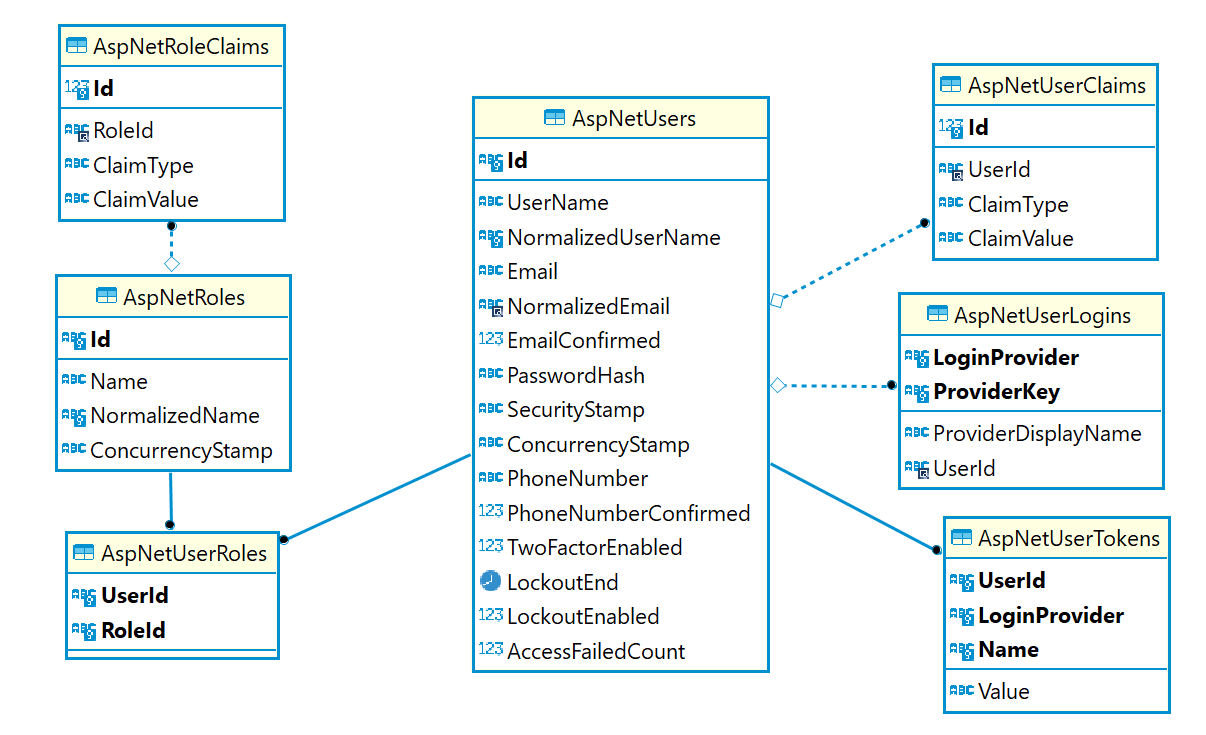 AspNetRoleClaims
Id
RoleId
ClaimType
ClaimValue
AspNetRoles
Id
Name
NormalizedName
ConcurrencyStamp
AspNetUserRoles
UserId
RoleId
AspNetUsers
Id
UserName
NormalizedUserName
Email
NormalizedEmail
EmailConfirmed
PasswordHash
SecurityStamp
ConcurrencyStamp
PhoneNumber
PhoneNumberConfirmed
TwoFactorEnabled
LockoutEnd
LockoutEnabled
AccessFailedCount
AspNetUserClaims
Id
UserId
ClaimType
ClaimValue
AspNetUserLogins
LoginProvider
ProviderKey
ProviderDisplayName
UserId
AspNetUserTokens
UserId
LoginProvider
Name
Value